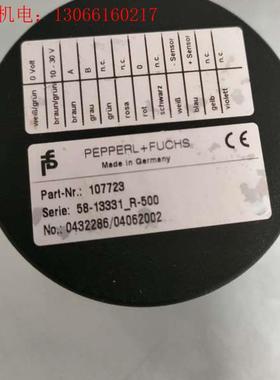 机电：13066160217
0 Volt
10 - 30 V
A
B
n.c.
n.c.
0
n.c.
- Sensor
+ Sensor
n.c.
n.c.
weiß/grün
braun/grün
braun
grau
grün
rosa
rot
schwarz
weiß
blau
gelb
violett
PEPPERL+FUCHS
Made in Germany
CE
Part-Nr.: 107723
Serie: 58-13331_R-500
No.: 0432286/04062002